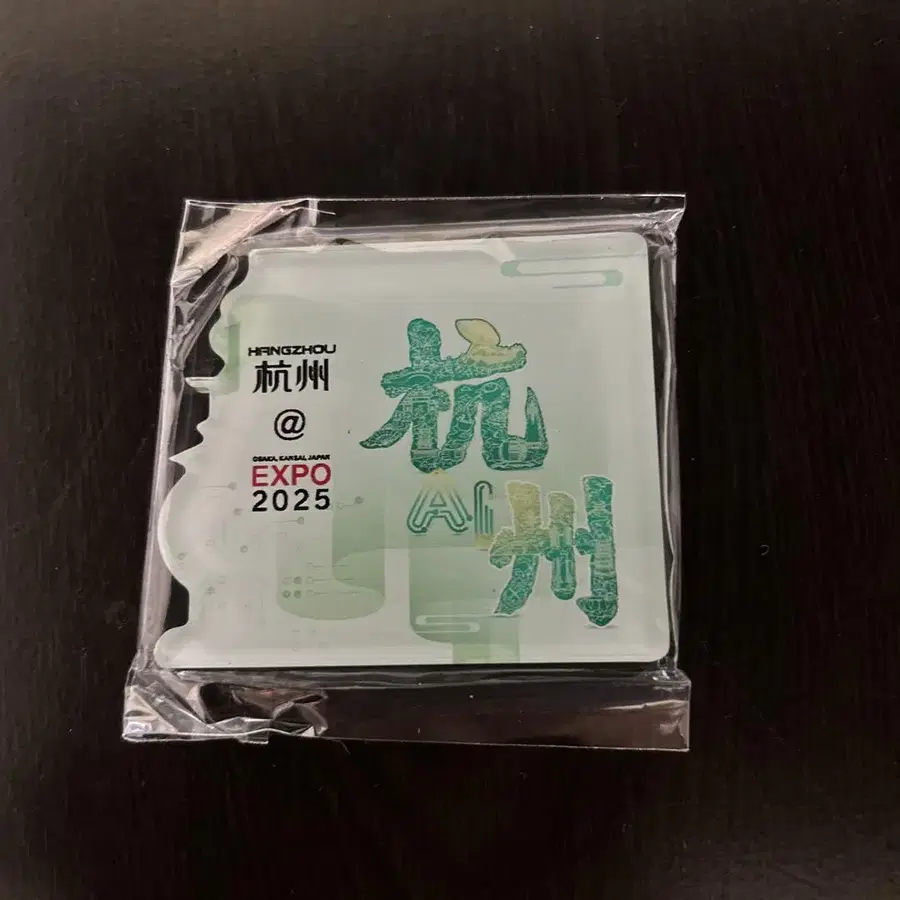 HANGZHOU
杭州
@
OSAKA, KANSAI, JAPAN
EXPO
2025
杭
AI
州